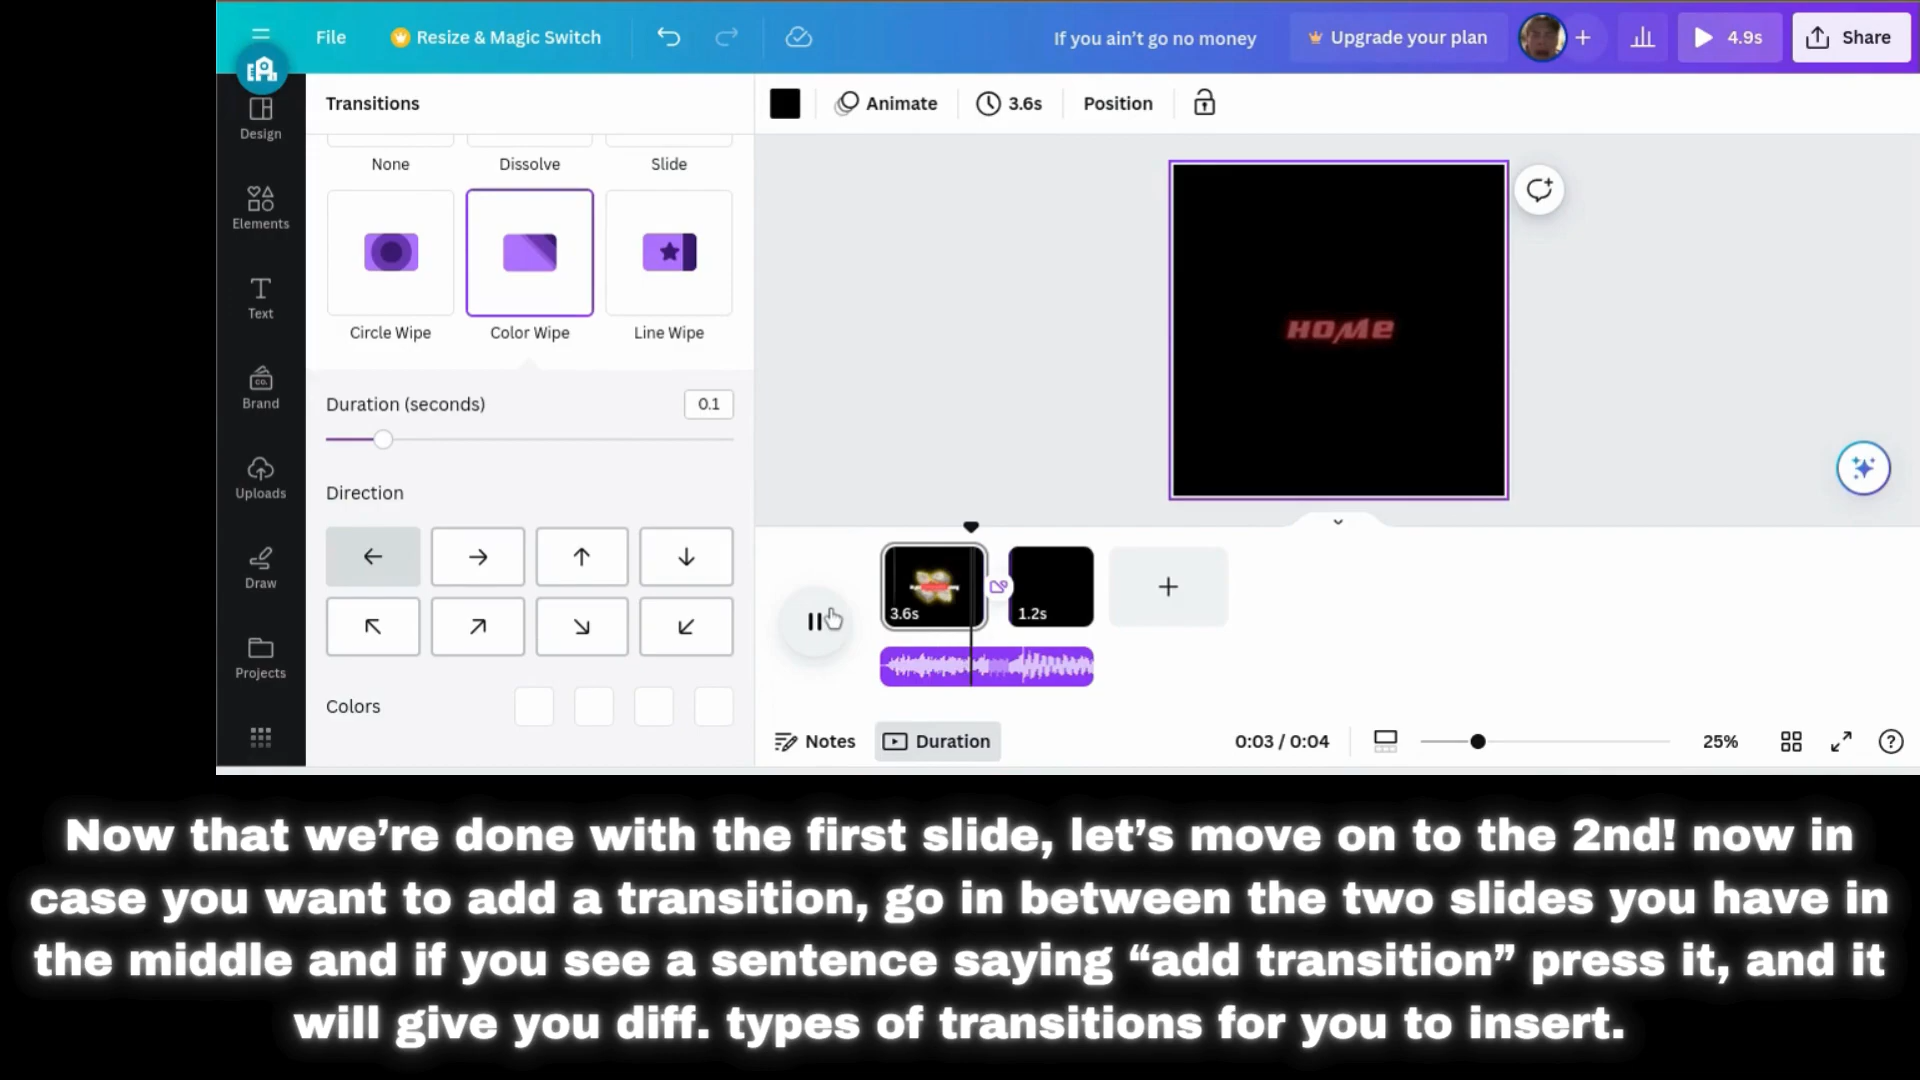 File
Resize & Magic Switch
If you ain't go no money
Upgrade your plan
4.9s
Share
Design
Elements
Text
Brand
CO.
Uploads
Draw
Projects
Transitions
Animate
3.6s
Position
None
Dissolve
Slide
Circle Wipe
Color Wipe
Line Wipe
Duration (seconds)
0.1
Direction
Colors
HOME
3.6s
1.2s
Notes
Duration
0:03 / 0:04
25%
Now that we're done with the first slide, let's move on to the 2nd! now in
case you want to add a transition, go in between the two slides you have in
the middle and if you see a sentence saying “add transition” press it, and it
will give you diff. types of transitions for you to insert.